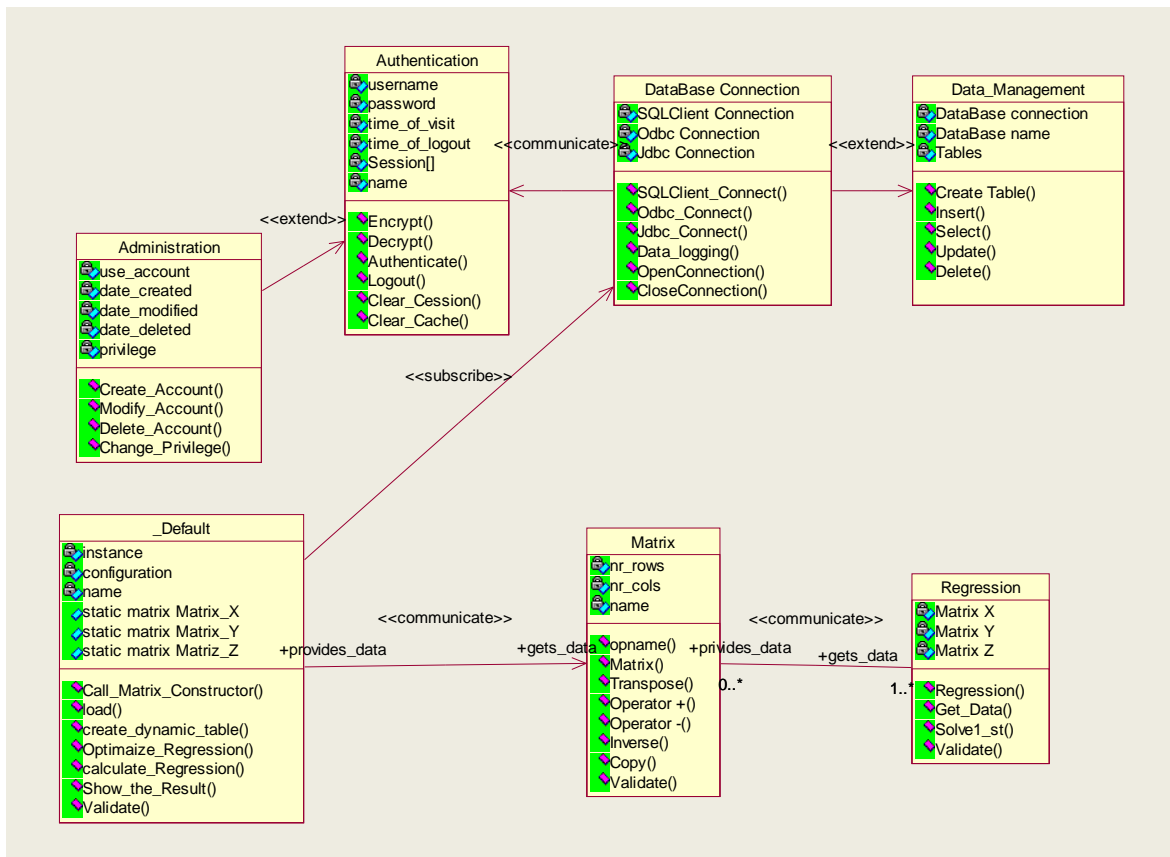 Authentication
username
password
time_of_visit
time_of_logout
Session[]
name
Encrypt()
Decrypt()
Authenticate()
Logout()
Clear_Cession()
Clear_Cache()
<<communicate>>
DataBase Connection
SQLClient Connection
Odbc Connection
Jdbc Connection
SQLClient_Connect()
Odbc_Connect()
Jdbc_Connect()
Data_logging()
OpenConnection()
CloseConnection()
<<extend>>
Data_Management
DataBase connection
DataBase name
Tables
Create Table()
Insert()
Select()
Update()
Delete()
<<extend>>
Administration
use_account
date_created
date_modified
date_deleted
privilege
Create_Account()
Modify_Account()
Delete_Account()
Change_Privilege()
<<subscribe>>
_Default
instance
configuration
name
static matrix Matrix_X
static matrix Matrix_Y
static matrix Matriz_Z
Call_Matrix_Constructor()
load()
create_dynamic_table()
Optimaize_Regression()
calculate_Regression()
Show_the_Result()
Validate()
<<communicate>>
+provides_data
+gets_data
Matrix
nr_rows
nr_cols
name
opname()
Matrix()
Transpose()
Operator +()
Operator -()
Inverse()
Copy()
Validate()
<<communicate>>
+privides_data
+gets_data
0..*
1..*
Regression
Matrix X
Matrix Y
Matrix Z
Regression()
Get_Data()
Solve1_st()
Validate()